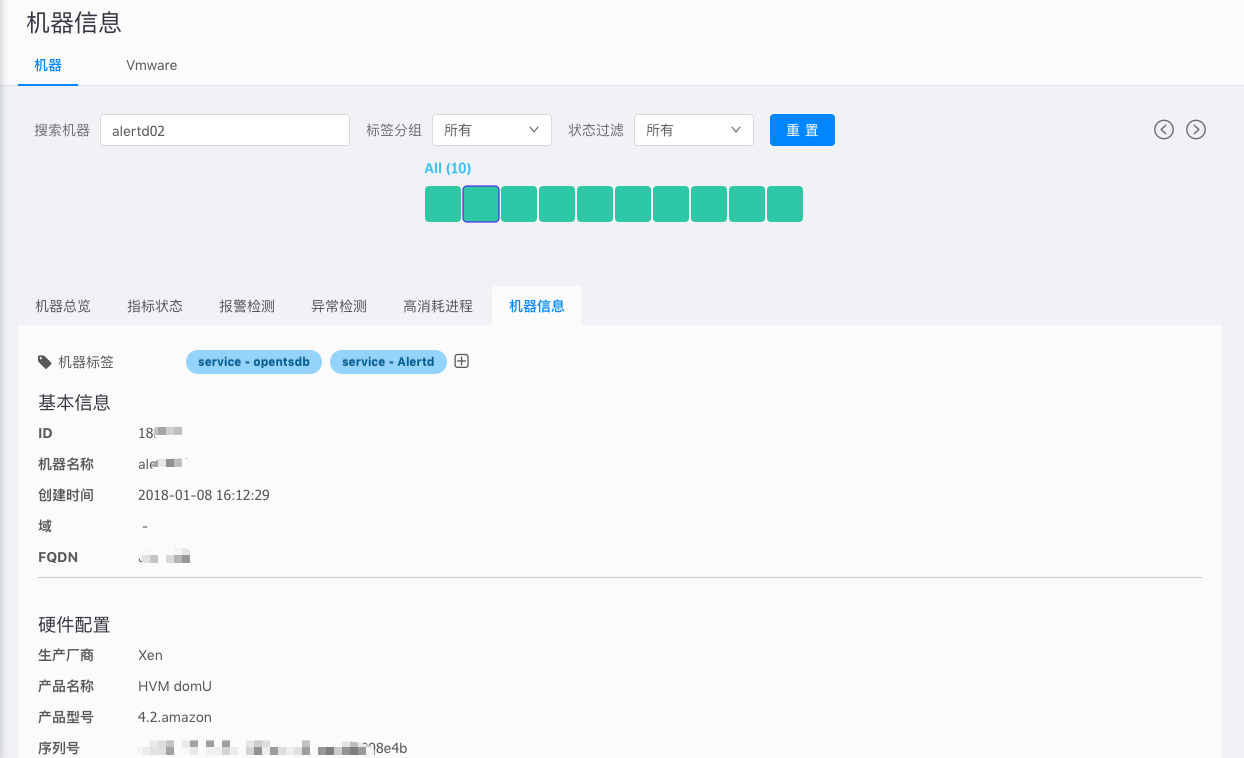 机器信息
机器 Vmware
搜索机器 alertd02 标签分组 所有 状态过滤 所有 重 置
All (10)
机器总览 指标状态 报警检测 异常检测 高消耗进程 机器信息
机器标签 service - opentsdb service - Alertd
基本信息
ID 18
机器名称 ale
创建时间 2018-01-08 16:12:29
域 -
FQDN
硬件配置
生产厂商 Xen
产品名称 HVM domU
产品型号 4.2.amazon
序列号 98e4b